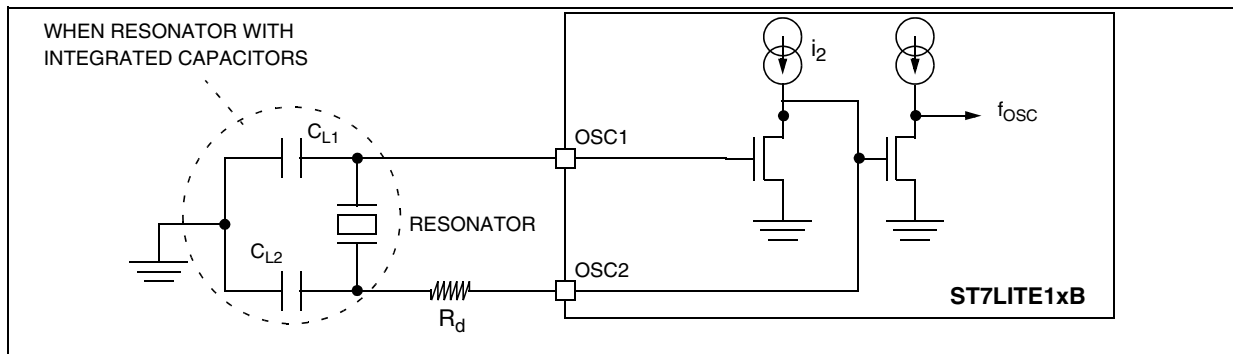 WHEN RESONATOR WITH
INTEGRATED CAPACITORS
i2
fOSC
CL1
OSC1
RESONATOR
CL2
OSC2
Rd
ST7LITE1xB